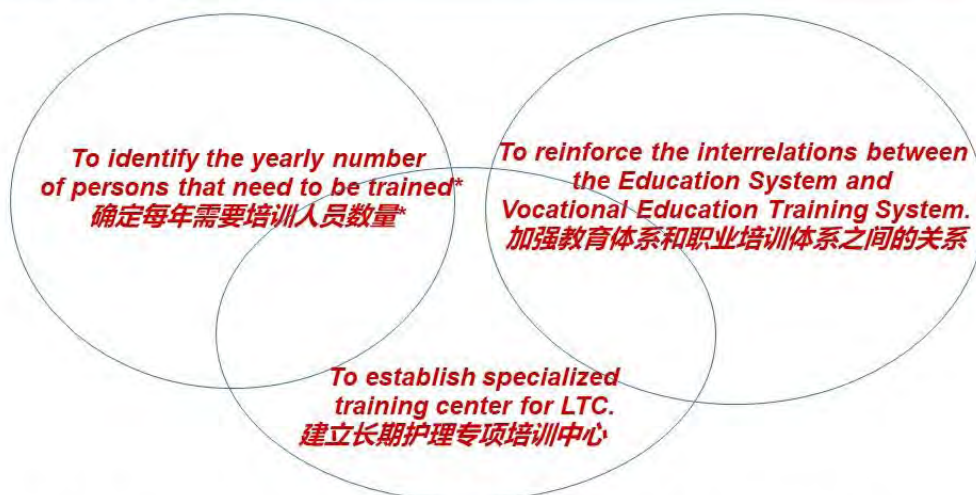 To identify the yearly number
of persons that need to be trained*
确定每年需要培训人员数量*
To reinforce the interrelations between
the Education System and
Vocational Education Training System.
加强教育体系和职业培训体系之间的关系
To establish specialized
training center for LTC.
建立长期护理专项培训中心